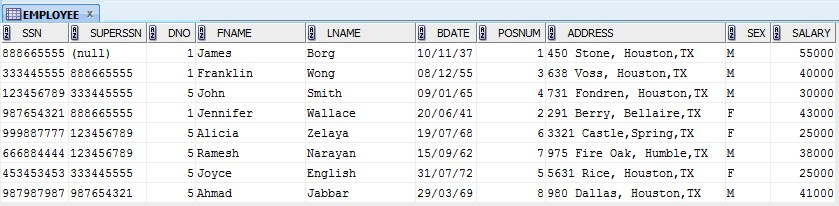 EMPLOYEE x
SSN SUPERSSN DNO FNAME LNAME BDATE POSNUM ADDRESS SEX SALARY
888665555 (null) 1 James Borg 10/11/37 1 450 Stone, Houston,TX M 55000
333445555 888665555 1 Franklin Wong 08/12/55 3 638 Voss, Houston,TX M 40000
123456789 333445555 5 John Smith 09/01/65 4 731 Fondren, Houston,TX M 30000
987654321 888665555 1 Jennifer Wallace 20/06/41 2 291 Berry, Bellaire,TX F 43000
999887777 123456789 5 Alicia Zelaya 19/07/68 6 3321 Castle,Spring,TX F 25000
666884444 123456789 5 Ramesh Narayan 15/09/62 7 975 Fire Oak, Humble,TX M 38000
453453453 333445555 5 Joyce English 31/07/72 5 5631 Rice, Houston,TX F 25000
987987987 987654321 5 Ahmad Jabbar 29/03/69 8 980 Dallas, Houston,TX M 41000